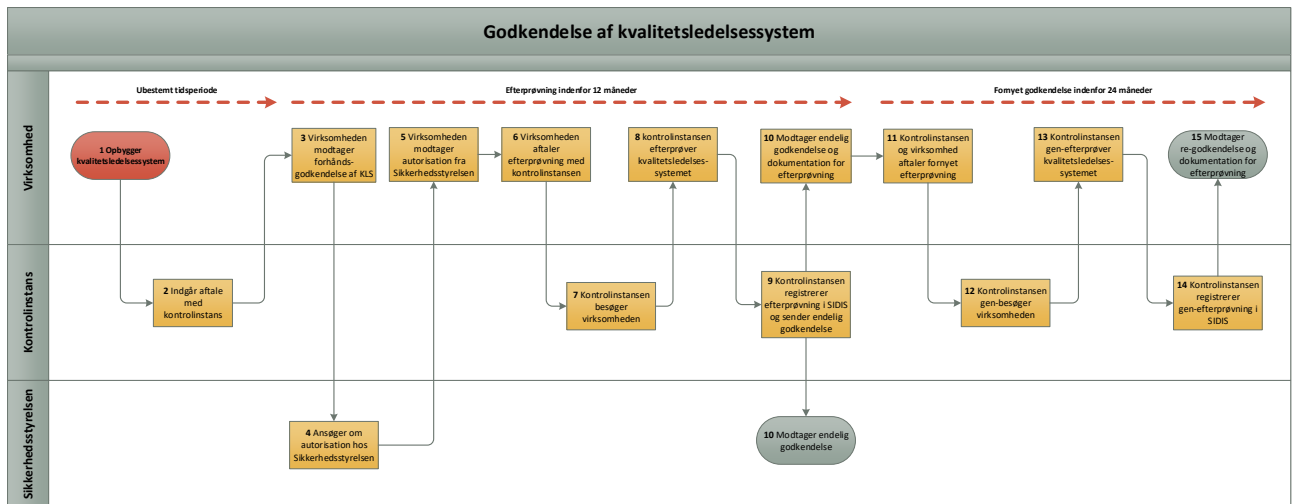 Godkendelse af kvalitetsledelsessystem
Virksomhed
Ubestemt tidsperiode
Efterprøvning indenfor 12 måneder
Fornyet godkendelse indenfor 24 måneder
1 Opbygger
kvalitetsledelsessystem
3 Virksomheden
modtager
forhånds-
godkendelse af KLS
5 Virksomheden
modtager
autorisation fra
Sikkerhedsstyrelsen
6 Virksomheden
aftaler
efterprøvning med
kontrolinstansen
8 kontrolinstansen
efterprøver
kvalitetsledelses-
systemet
10 Modtager endelig
godkendelse og
dokumentation for
efterprøvning
11 Kontrolinstansen
og virksomhed
aftaler fornyet
efterprøvning
13 Kontrolinstansen
gen-efterprøver
kvalitetsledelses-
systemet
15 Modtager
re-godkendelse og
dokumentation for
efterprøvning
Kontrolinstans
2 Indgår aftale
med
kontrolinstans
7 Kontrolinstansen
besøger
virksomheden
9 Kontrolinstansen
registrerer
efterprøvning i SIDIS
og sender endelig
godkendelse
12 Kontrolinstansen
gen-besøger
virksomheden
14 Kontrolinstansen
registrerer
gen-efterprøvning i
SIDIS
Sikkerhedsstyrelsen
4 Ansøger om
autorisation hos
Sikkerhedsstyrelsen
10 Modtager endelig
godkendelse